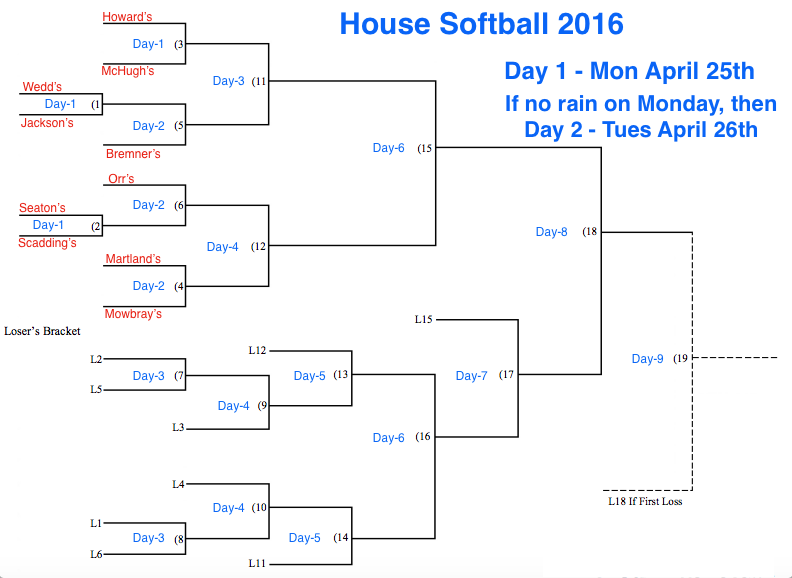 House Softball 2016
Day 1 - Mon April 25th
If no rain on Monday, then
Day 2 - Tues April 26th
Howard's
Day-1 (3
McHugh's
Day-3 (11
Wedd's
Day-1 (1
Jackson's
Day-2 (5
Bremner's
Day-6 (15
Orr's
Seaton's
Day-2 (6
Day-1 (2
Scadding's
Day-4 (12
Martland's
Day-2 (4
Mowbray's
Day-8 (18
Loser's Bracket
L15
L12
L2
Day-3 (7
L5
Day-5 (13
Day-4 (9
L3
Day-7 (17
Day-9 (19
Day-6 (16
L4
Day-4 (10
L1
Day-3 (8
L6
Day-5 (14
L11
L18 If First Loss